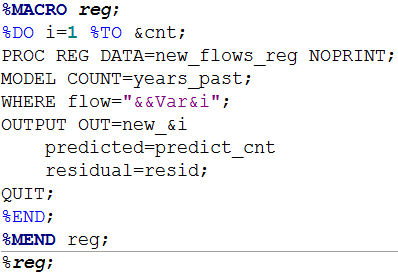 %MACRO reg;
%DO i=1 %TO &cnt;
PROC REG DATA=new_flows_reg NOPRINT;
MODEL COUNT=years_past;
WHERE flow="&&Var&i";
OUTPUT OUT=new_&i
    predicted=predict_cnt
    residual=resid;
QUIT;
%END;
%MEND reg;
%reg;